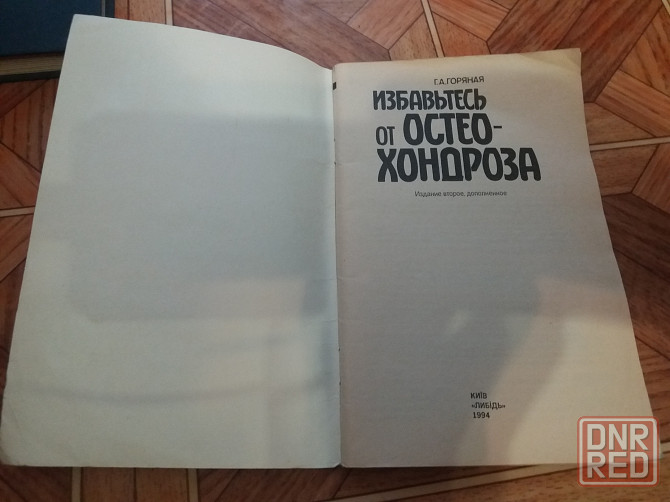 Г.А.ГОРЯНАЯ
ИЗБАВЬТЕСЬ
ОТ ОСТЕО-
ХОНДРОЗА
Издание второе, дополненное
КИЇВ
«ЛИБІДЬ»
1994
DNR
RED